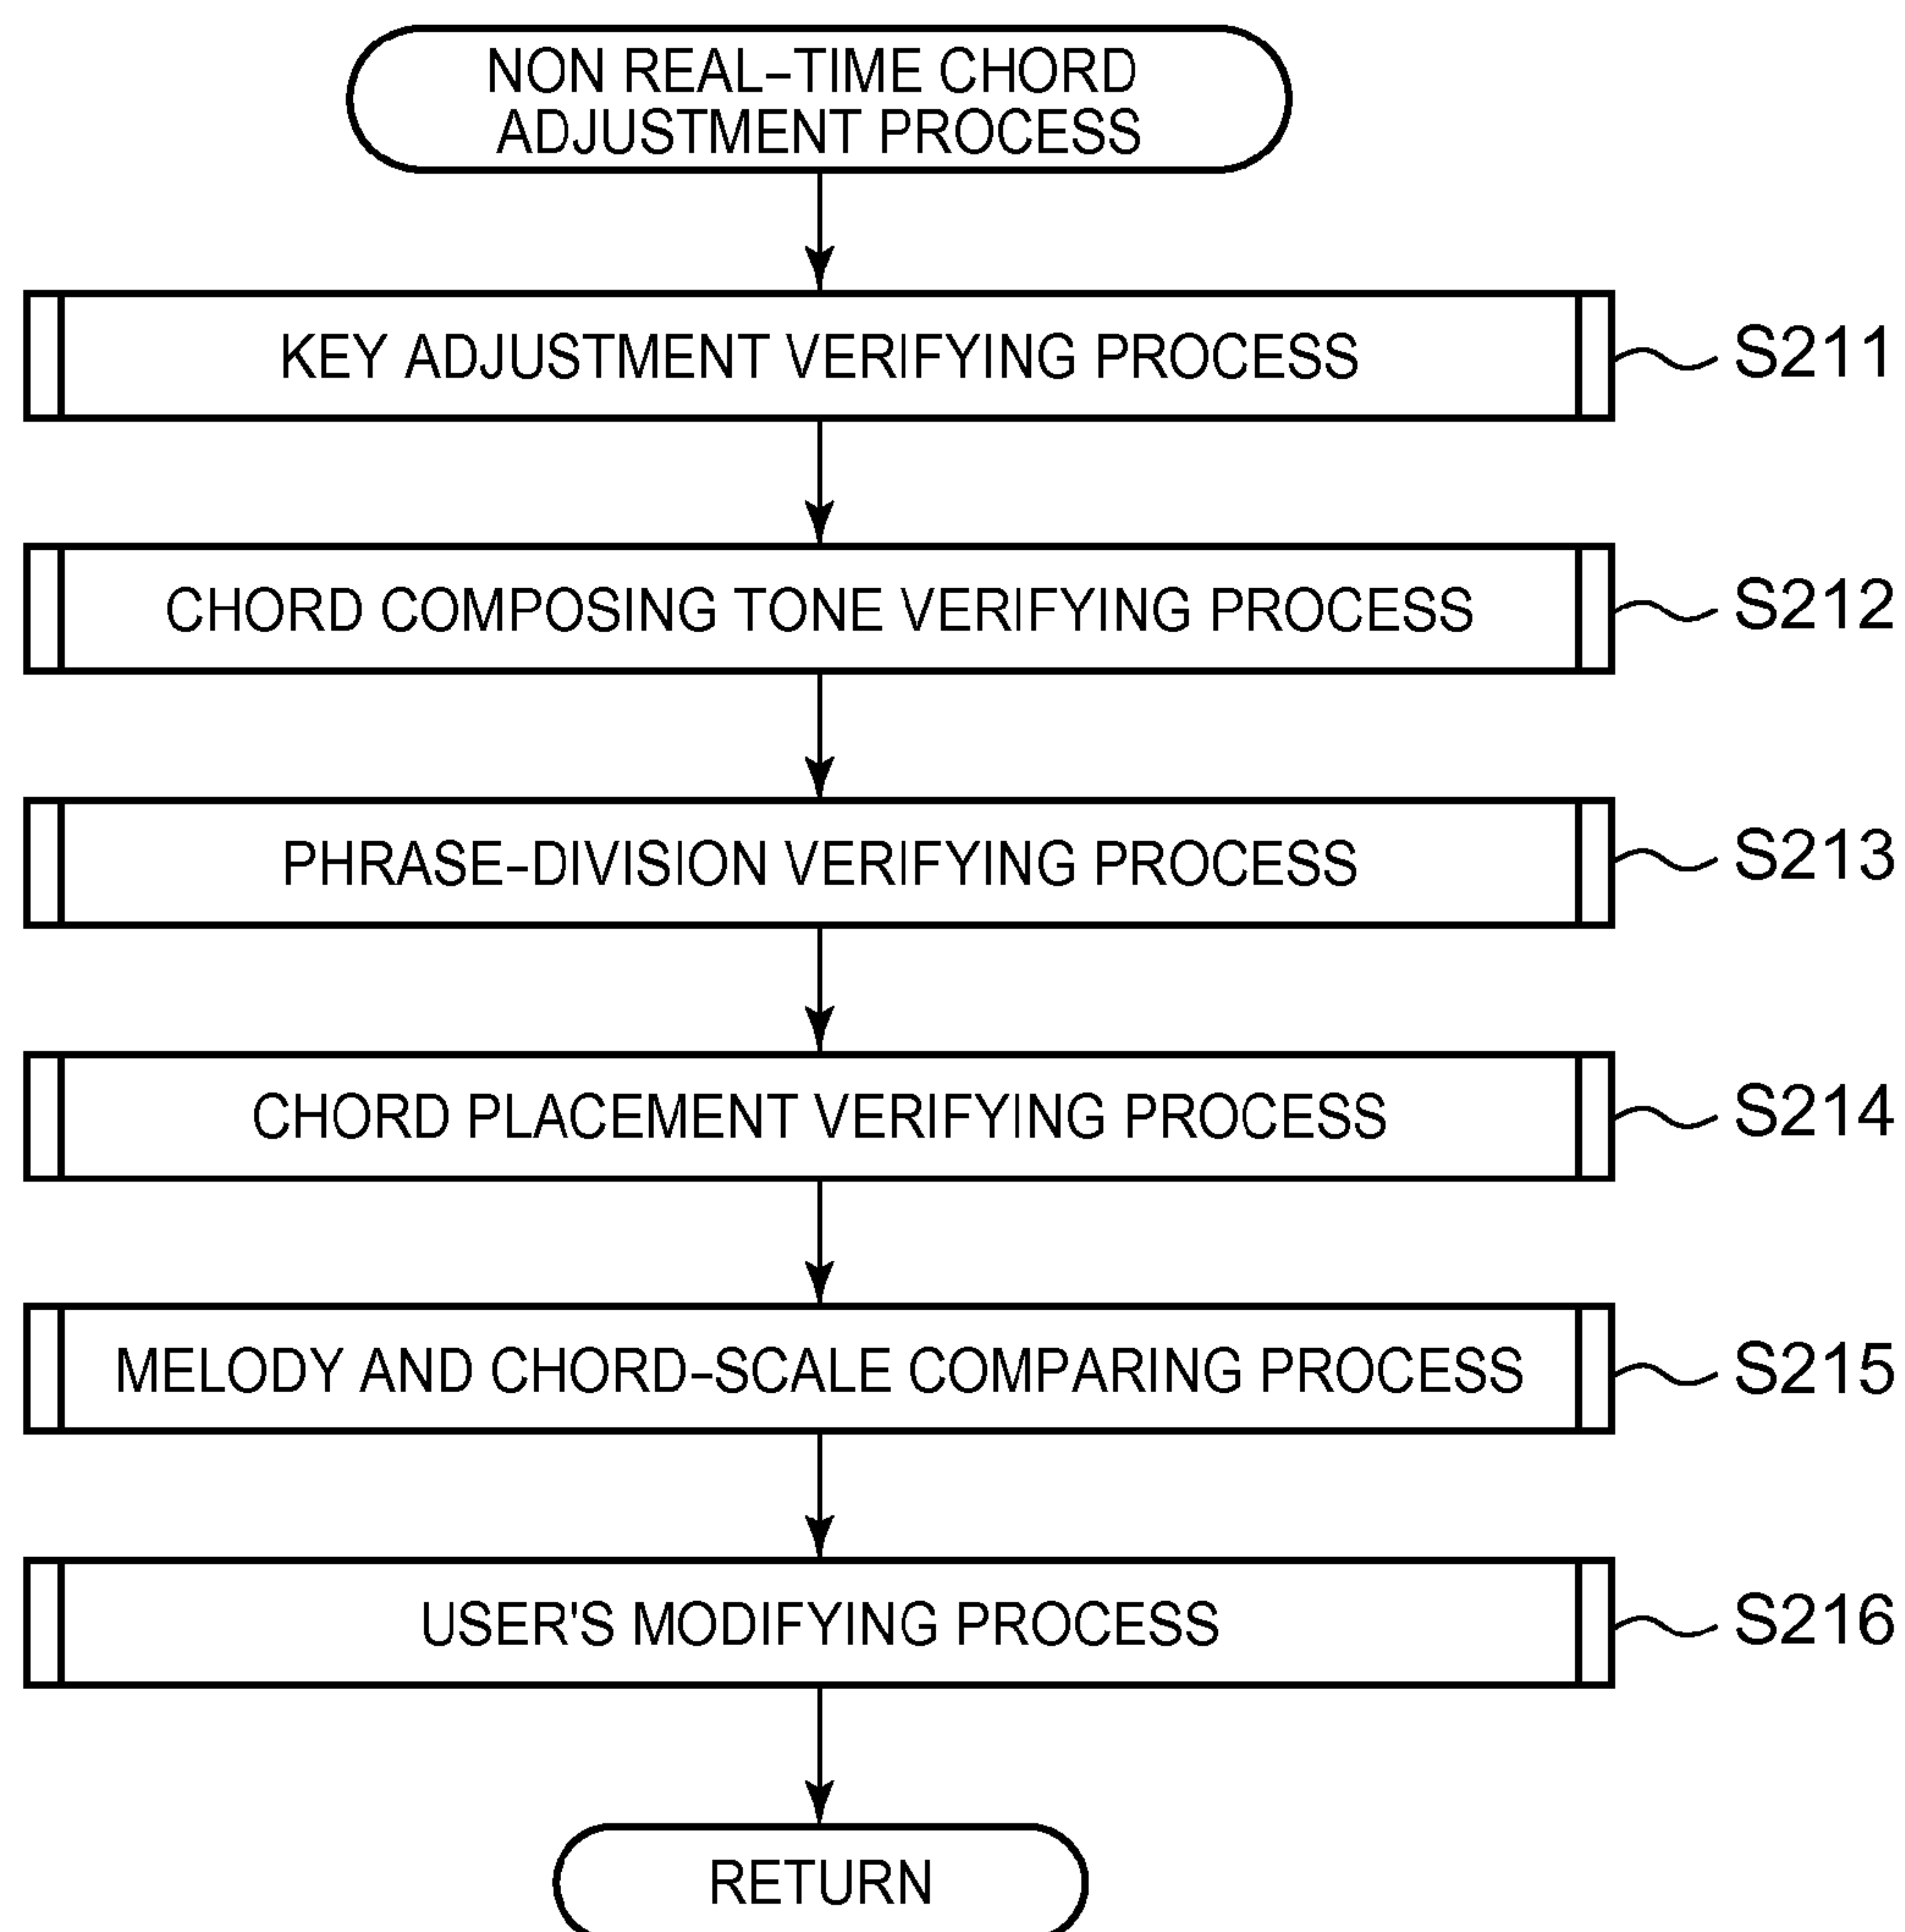 NON REAL-TIME CHORD
ADJUSTMENT PROCESS
KEY ADJUSTMENT VERIFYING PROCESS
S211
CHORD COMPOSING TONE VERIFYING PROCESS
S212
PHRASE-DIVISION VERIFYING PROCESS
S213
CHORD PLACEMENT VERIFYING PROCESS
S214
MELODY AND CHORD-SCALE COMPARING PROCESS
S215
USER'S MODIFYING PROCESS
S216
RETURN